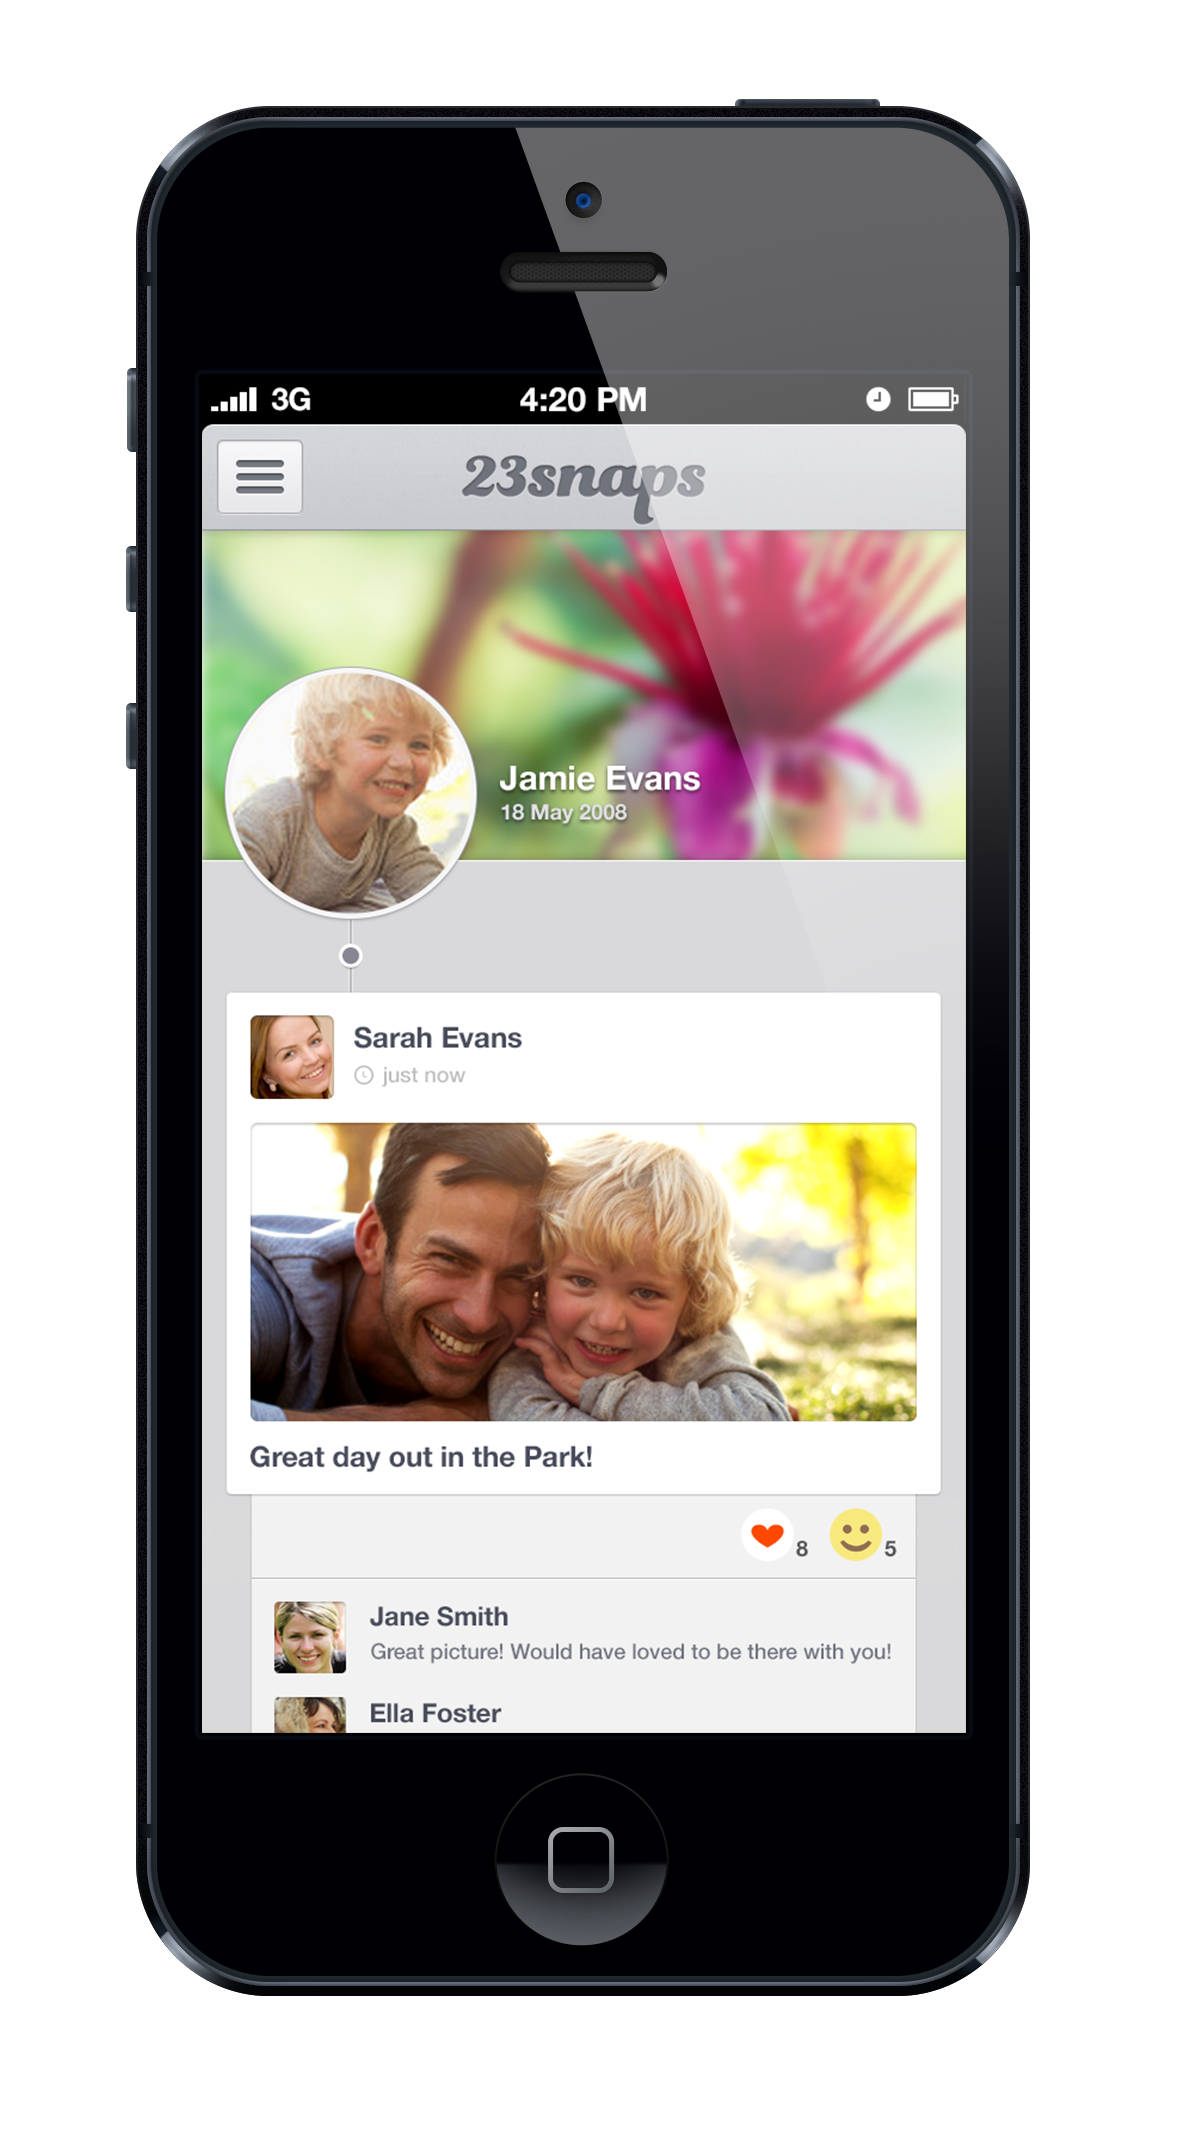 3G 4:20 PM
23snaps
Jamie Evans
18 May 2008
Sarah Evans
just now
Great day out in the Park!
8 5
Jane Smith
Great picture! Would have loved to be there with you!
Ella Foster